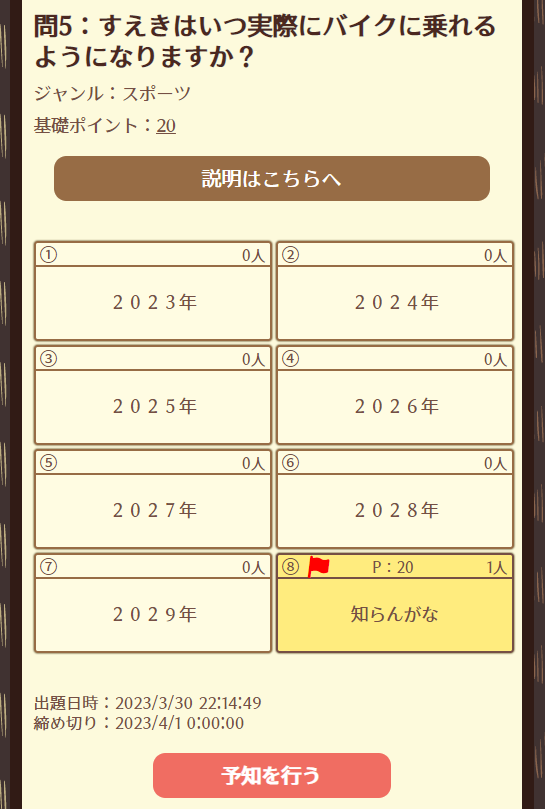 問5：すえきはいつ実際にバイクに乗れる
ようになりますか？
ジャンル：スポーツ
基礎ポイント：20
説明はこちらへ
① 0人
２０２３年
② 0人
２０２４年
③ 0人
２０２５年
④ 0人
２０２６年
⑤ 0人
２０２７年
⑥ 0人
２０２８年
⑦ 0人
２０２９年
⑧ P：20 1人
知らんがな
出題日時：2023/3/30 22:14:49
締め切り：2023/4/1 0:00:00
予知を行う